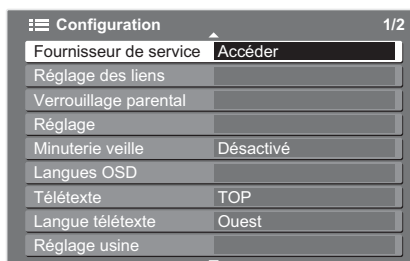 Configuration 1/2
Fournisseur de service Accéder
Réglage des liens
Verrouillage parental
Réglage
Minuterie veille Désactivé
Langues OSD
Télétexte TOP
Langue télétexte Ouest
Réglage usine